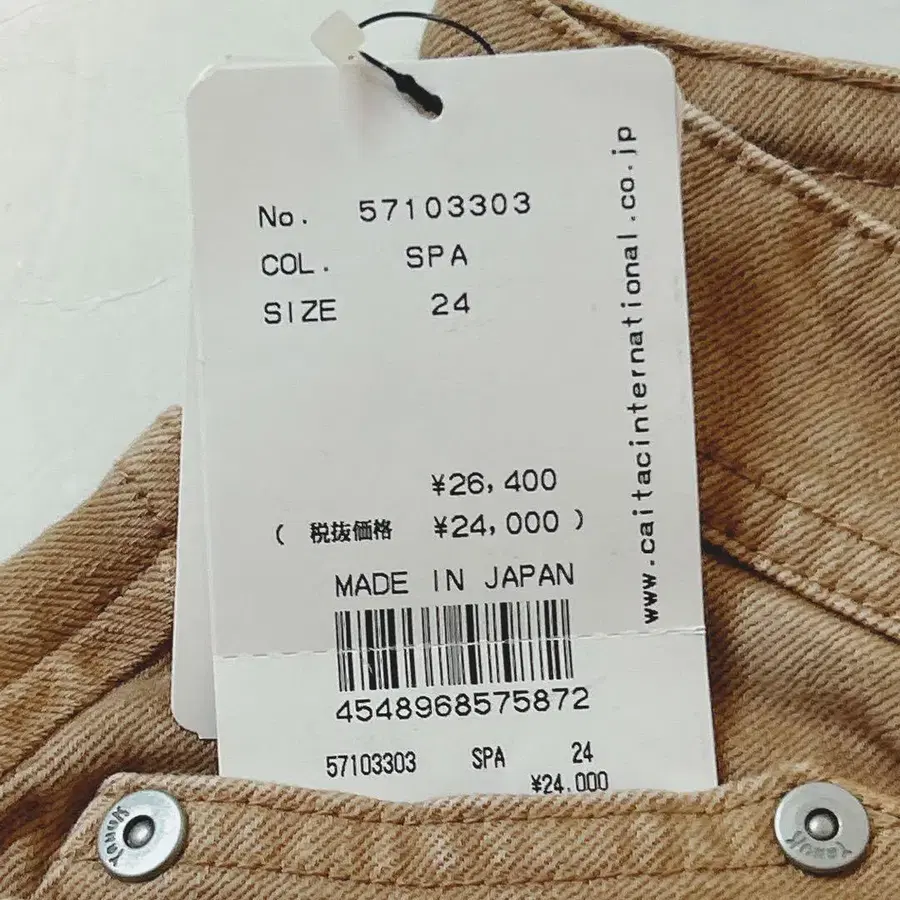 No. 57103303
COL. SPA
SIZE 24
¥26,400
( 税抜価格 ¥24,000 )
MADE IN JAPAN
4548968575872
57103303 SPA 24
¥24.000
www.caitacinternational.co.jp